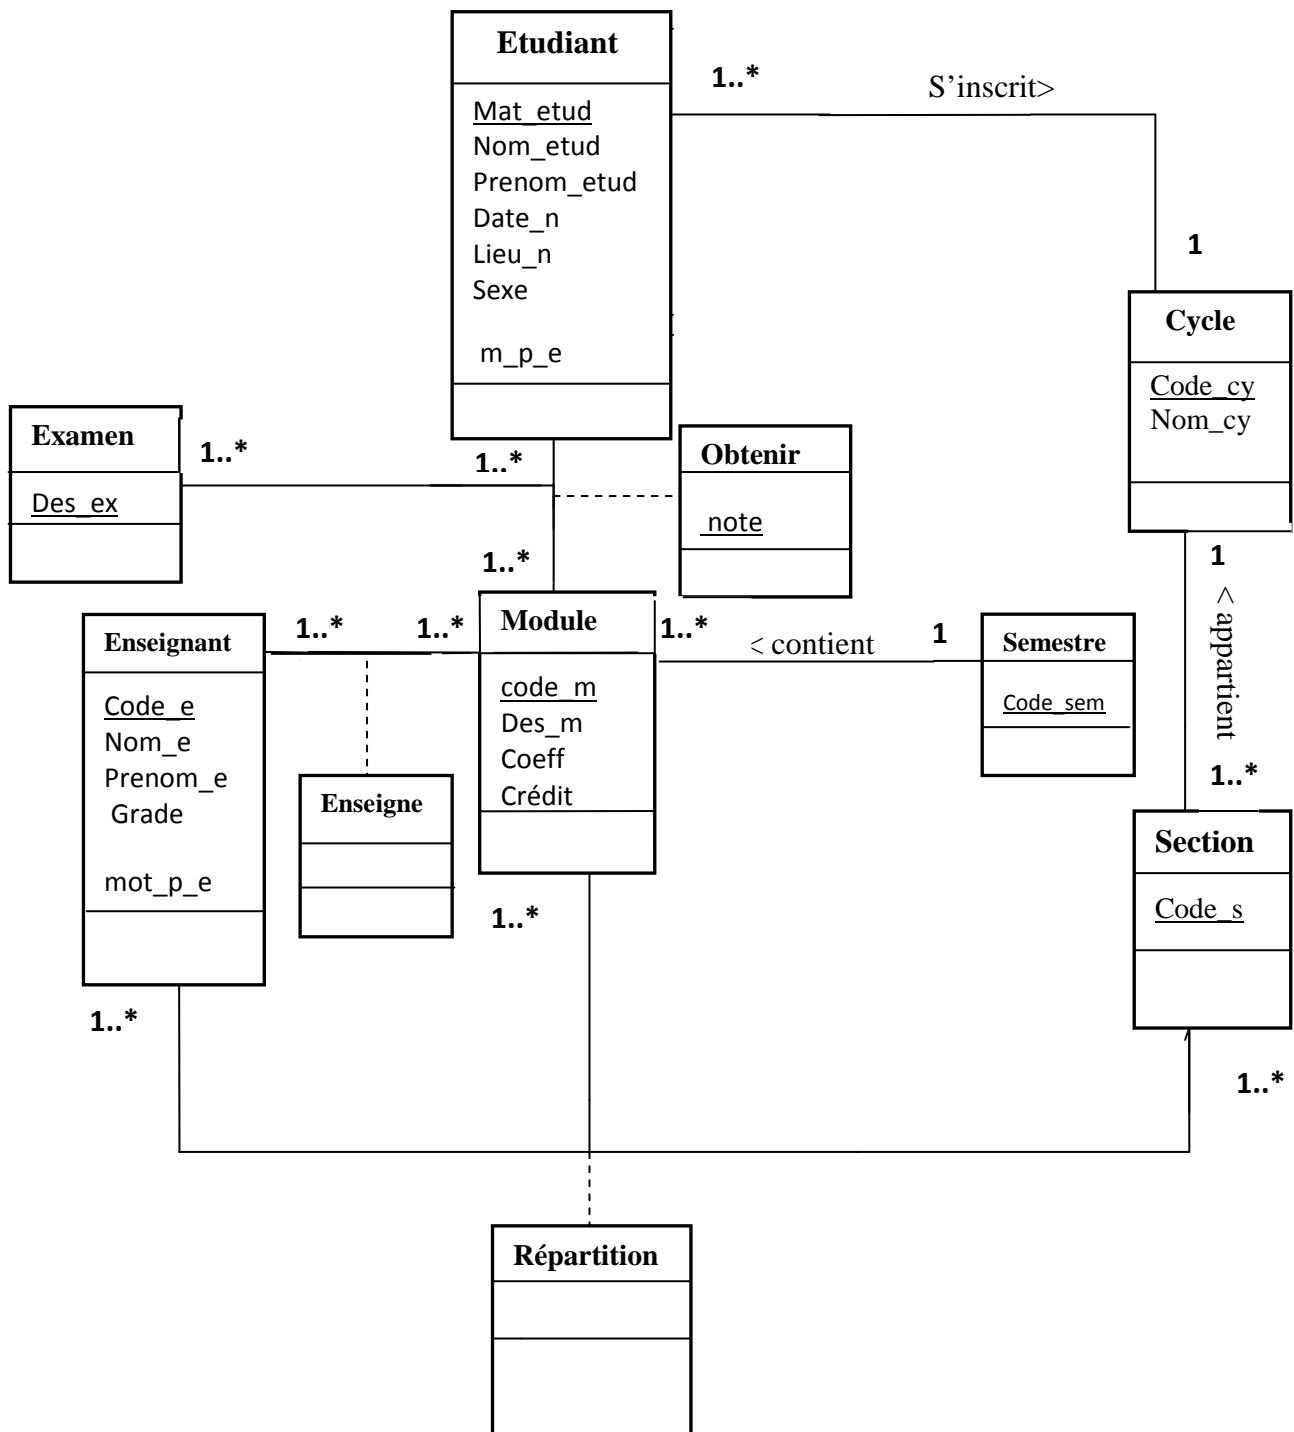 Etudiant
Mat_etud
Nom_etud
Prenom_etud
Date_n
Lieu_n
Sexe
m_p_e
1..*
S’inscrit>
1
Cycle
Code_cy
Nom_cy
Examen
Des_ex
1..*
1..*
Obtenir
note
1..*
1
< appartient
1..*
Enseignant
Code_e
Nom_e
Prenom_e
Grade
mot_p_e
1..*
1..*
Enseigne
Module
code_m
Des_m
Coeff
Crédit
1..*
< contient
1
Semestre
Code_sem
Section
Code_s
1..*
1..*
1..*
Répartition